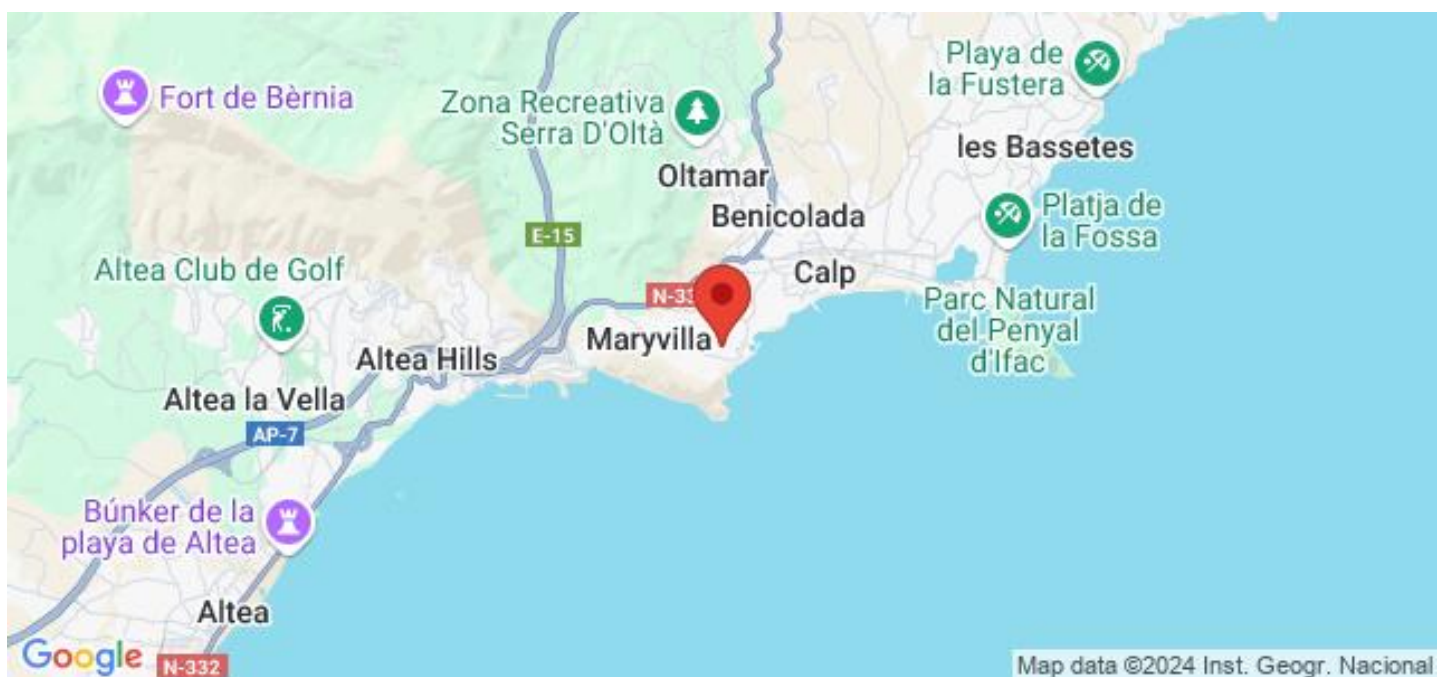 Playa de
la Fustera
Fort de Bèrnia
Zona Recreativa
Serra D'Oltà
les Bassetes
Oltamar
Benicolada
Platja de
la Fossa
E-15
Altea Club de Golf
Calp
N-33
Parc Natural
del Penyal
d'Ifac
Maryvilla
Altea Hills
Altea la Vella
AP-7
Búnker de la
playa de Altea
Altea
Google
N-332
Map data ©2024 Inst. Geogr. Nacional